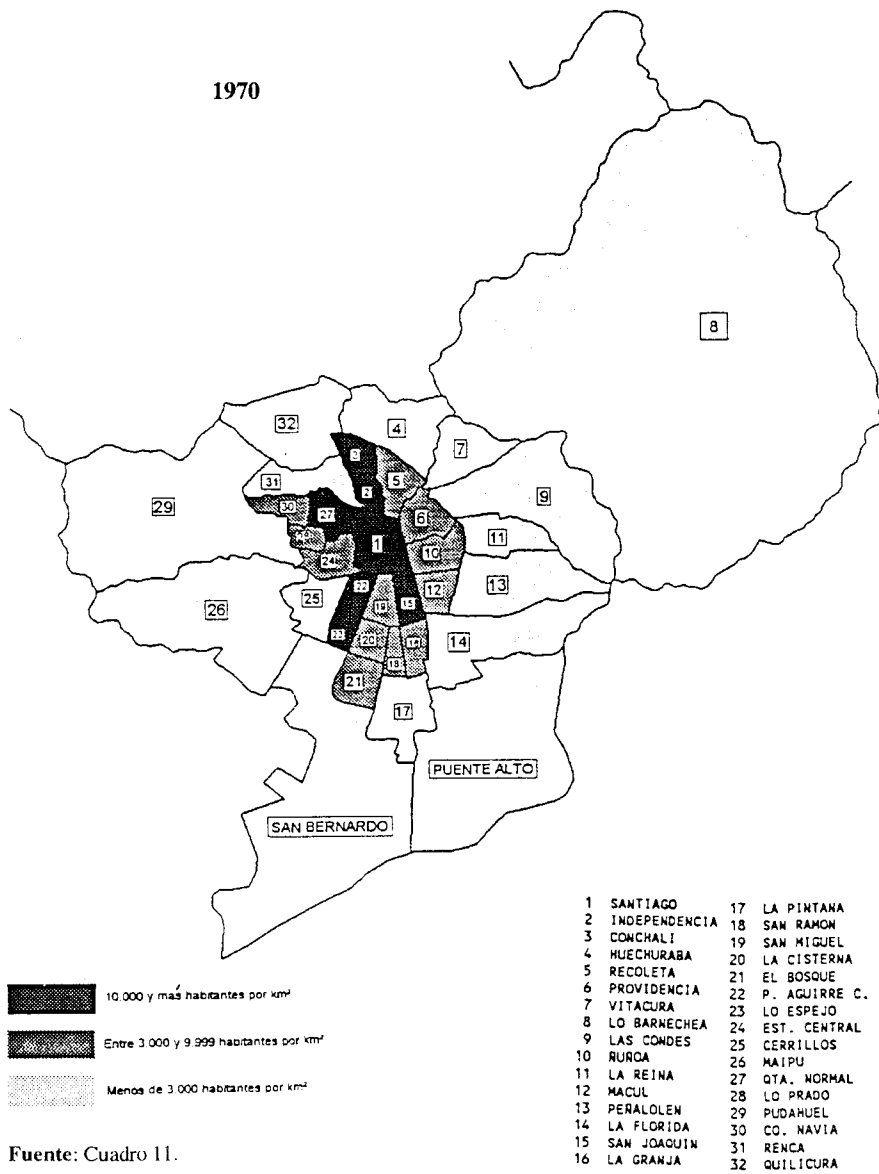 1970
8
32
4
7
3
5
31
9
29
2
30
27
6
11
1
10
24
13
12
22
25
15
26
19
14
23
20
16
18
21
17
PUENTE ALTO
SAN BERNARDO
10.000 y más habitantes por km²
Entre 3.000 y 9.999 habitantes por km²
Menos de 3.000 habitantes por km²
Fuente: Cuadro 11.
1 SANTIAGO
2 INDEPENDENCIA
3 CONCHALI
4 HUECHURABA
5 RECOLETA
6 PROVIDENCIA
7 VITACURA
8 LO BARNECHEA
9 LAS CONDES
10 ÑUÑOA
11 LA REINA
12 MACUL
13 PEÑALOLEN
14 LA FLORIDA
15 SAN JOAQUIN
16 LA GRANJA
17 LA PINTANA
18 SAN RAMON
19 SAN MIGUEL
20 LA CISTERNA
21 EL BOSQUE
22 P. AGUIRRE C.
23 LO ESPEJO
24 EST. CENTRAL
25 CERRILLOS
26 MAIPU
27 QTA. NORMAL
28 LO PRADO
29 PUDAHUEL
30 CO. NAVIA
31 RENCA
32 QUILICURA